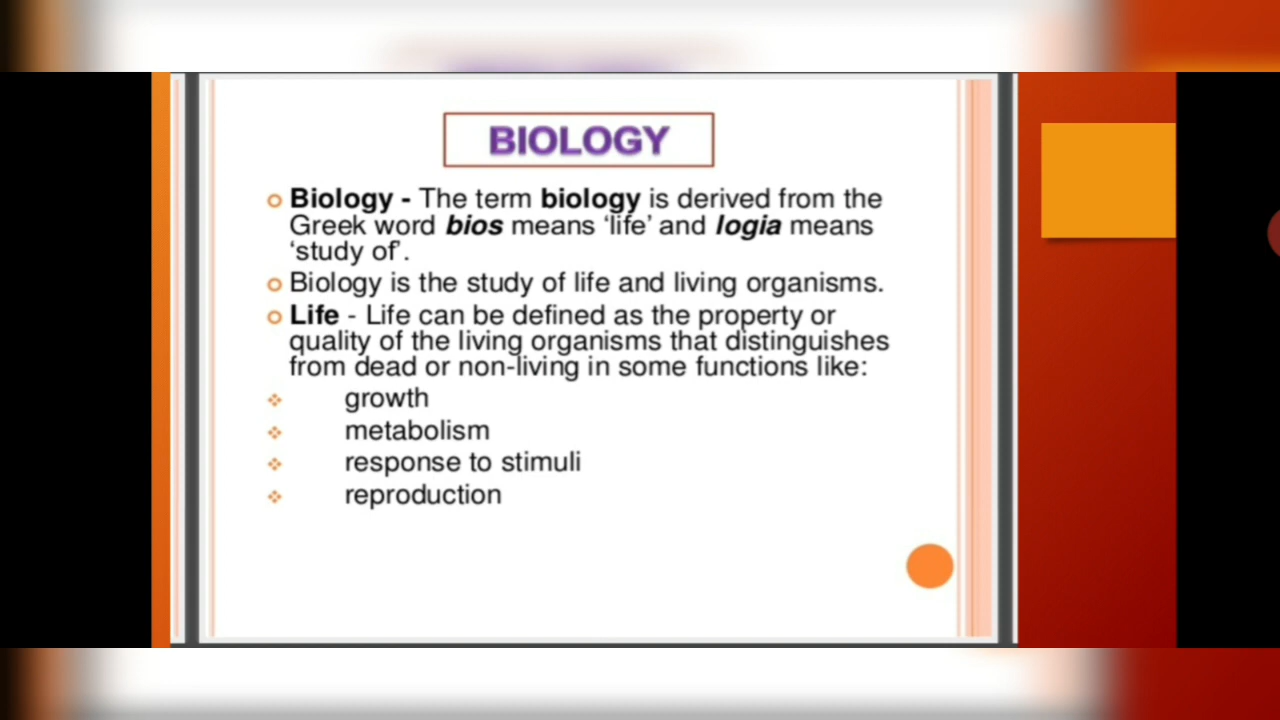 BIOLOGY
Biology - The term biology is derived from the
Greek word bios means ‘life’ and logia means
‘study of’.
Biology is the study of life and living organisms.
Life - Life can be defined as the property or
quality of the living organisms that distinguishes
from dead or non-living in some functions like:
growth
metabolism
response to stimuli
reproduction